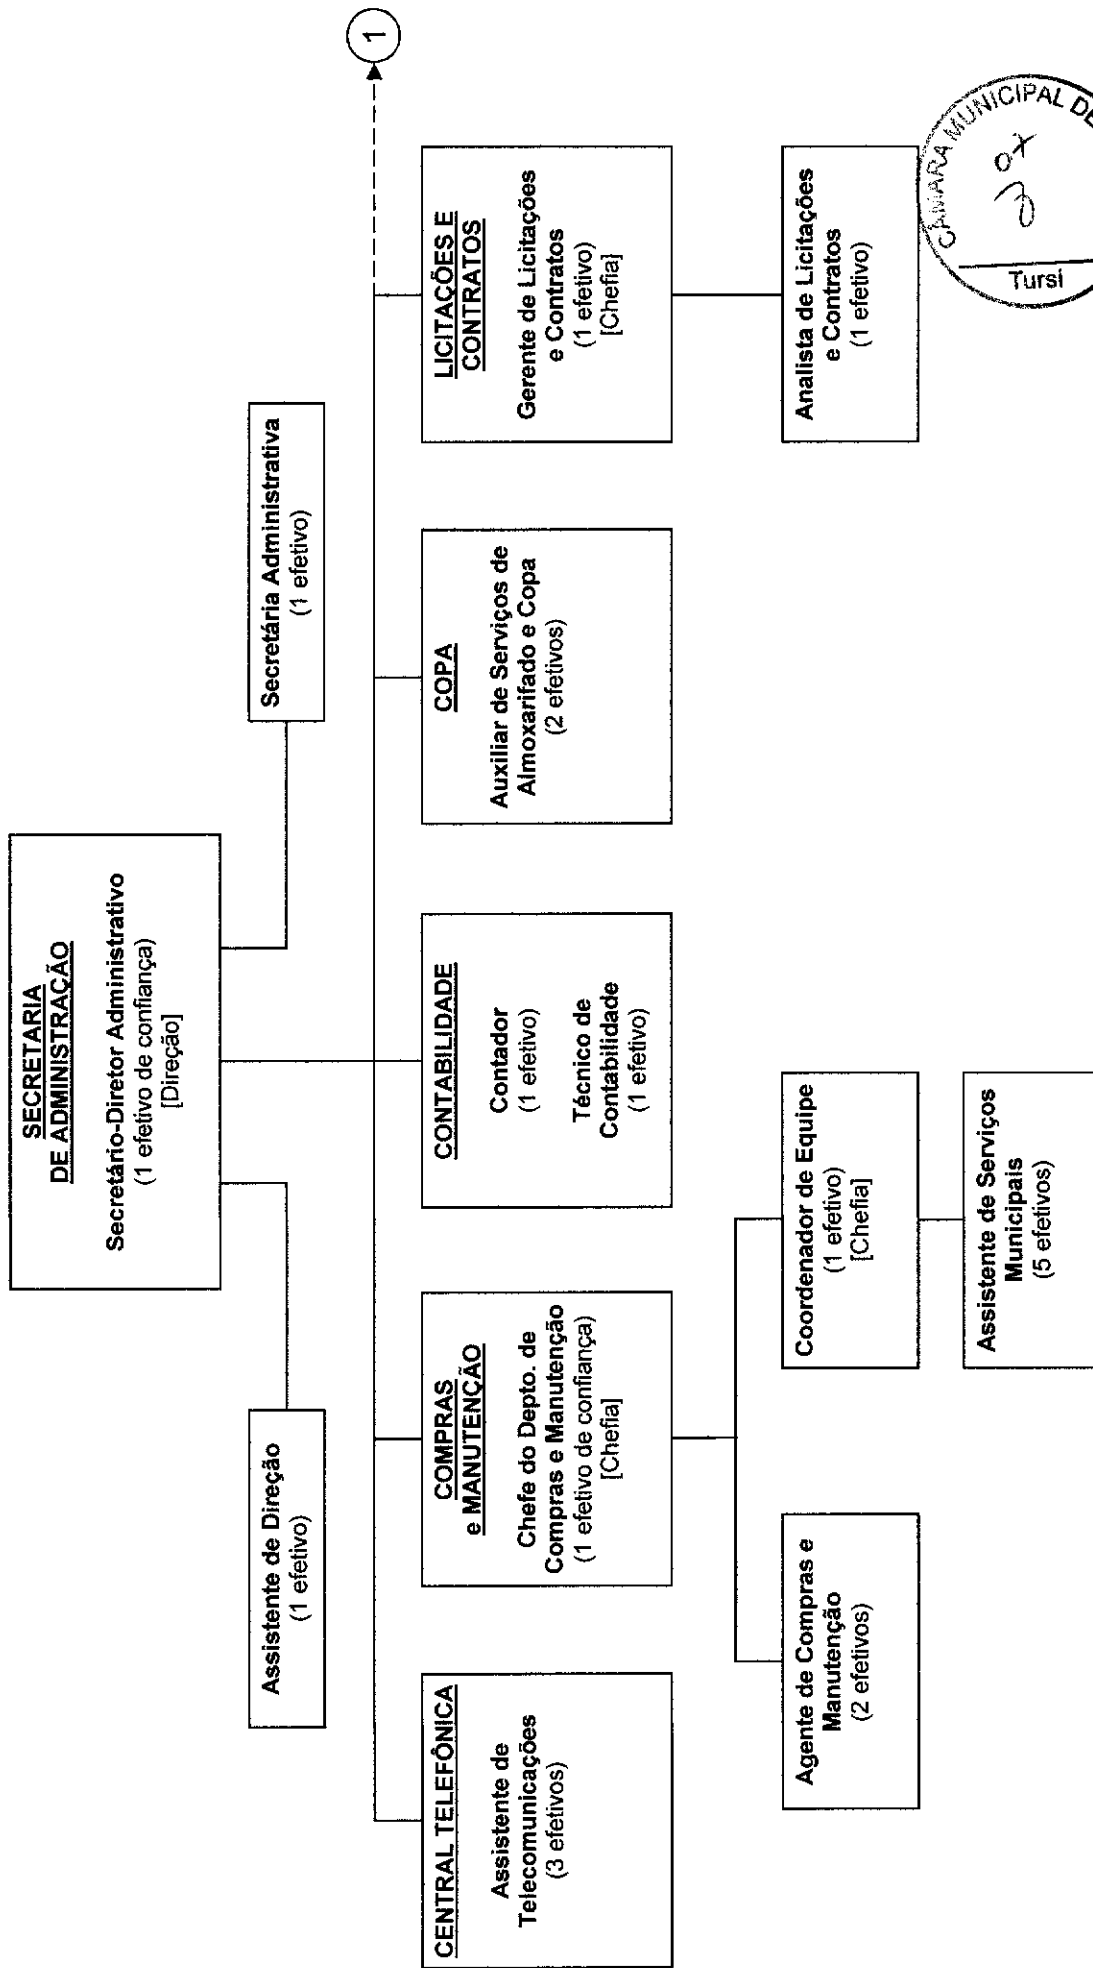 SECRETARIA
DE ADMINISTRAÇÃO
Secretário-Diretor Administrativo
(1 efetivo de confiança)
[Direção]
Assistente de Direção
(1 efetivo)
Secretária Administrativa
(1 efetivo)
1
CENTRAL TELEFÔNICA
Assistente de
Telecomunicações
(3 efetivos)
COMPRAS
e MANUTENÇÃO
Chefe do Depto. de
Compras e Manutenção
(1 efetivo de confiança)
[Chefia]
CONTABILIDADE
Contador
(1 efetivo)
Técnico de
Contabilidade
(1 efetivo)
COPA
Auxiliar de Serviços de
Almoxarifado e Copa
(2 efetivos)
LICITAÇÕES E
CONTRATOS
Gerente de Licitações
e Contratos
(1 efetivo)
[Chefia]
Agente de Compras e
Manutenção
(2 efetivos)
Coordenador de Equipe
(1 efetivo)
[Chefia]
Analista de Licitações
e Contratos
(1 efetivo)
Assistente de Serviços
Municipais
(5 efetivos)
CÂMARA MUNICIPAL DE
Tursi